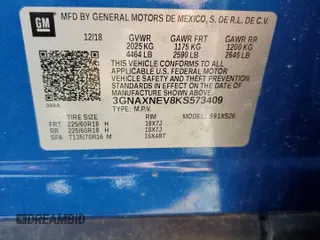 GM
MFD BY GENERAL MOTORS DE MEXICO, S. DE R.L. DE C.V.
12/18 GVWR GAWR FRT GAWR RR
2025 KG 1175 KG 1200 KG
4464 LB 2590 LB 2645 LB
THIS VEHICLE CONFORMS TO ALL APPLICABLE U.S. FEDERAL MOTOR
VEHICLE SAFETY AND THEFT PREVENTION STANDARDS IN EFFECT
ON THE DATE OF MANUFACTURE SHOWN ABOVE.
3GNAXNEV8KS573409
TYPE: M.P.V. MODEL:
TIRE SIZE RIM
FRT 225/60R18 H 18X7J
RR 225/60R18 H 18X7J
SPA T135/70R16 M 16X4BT
DRIVEBIDID